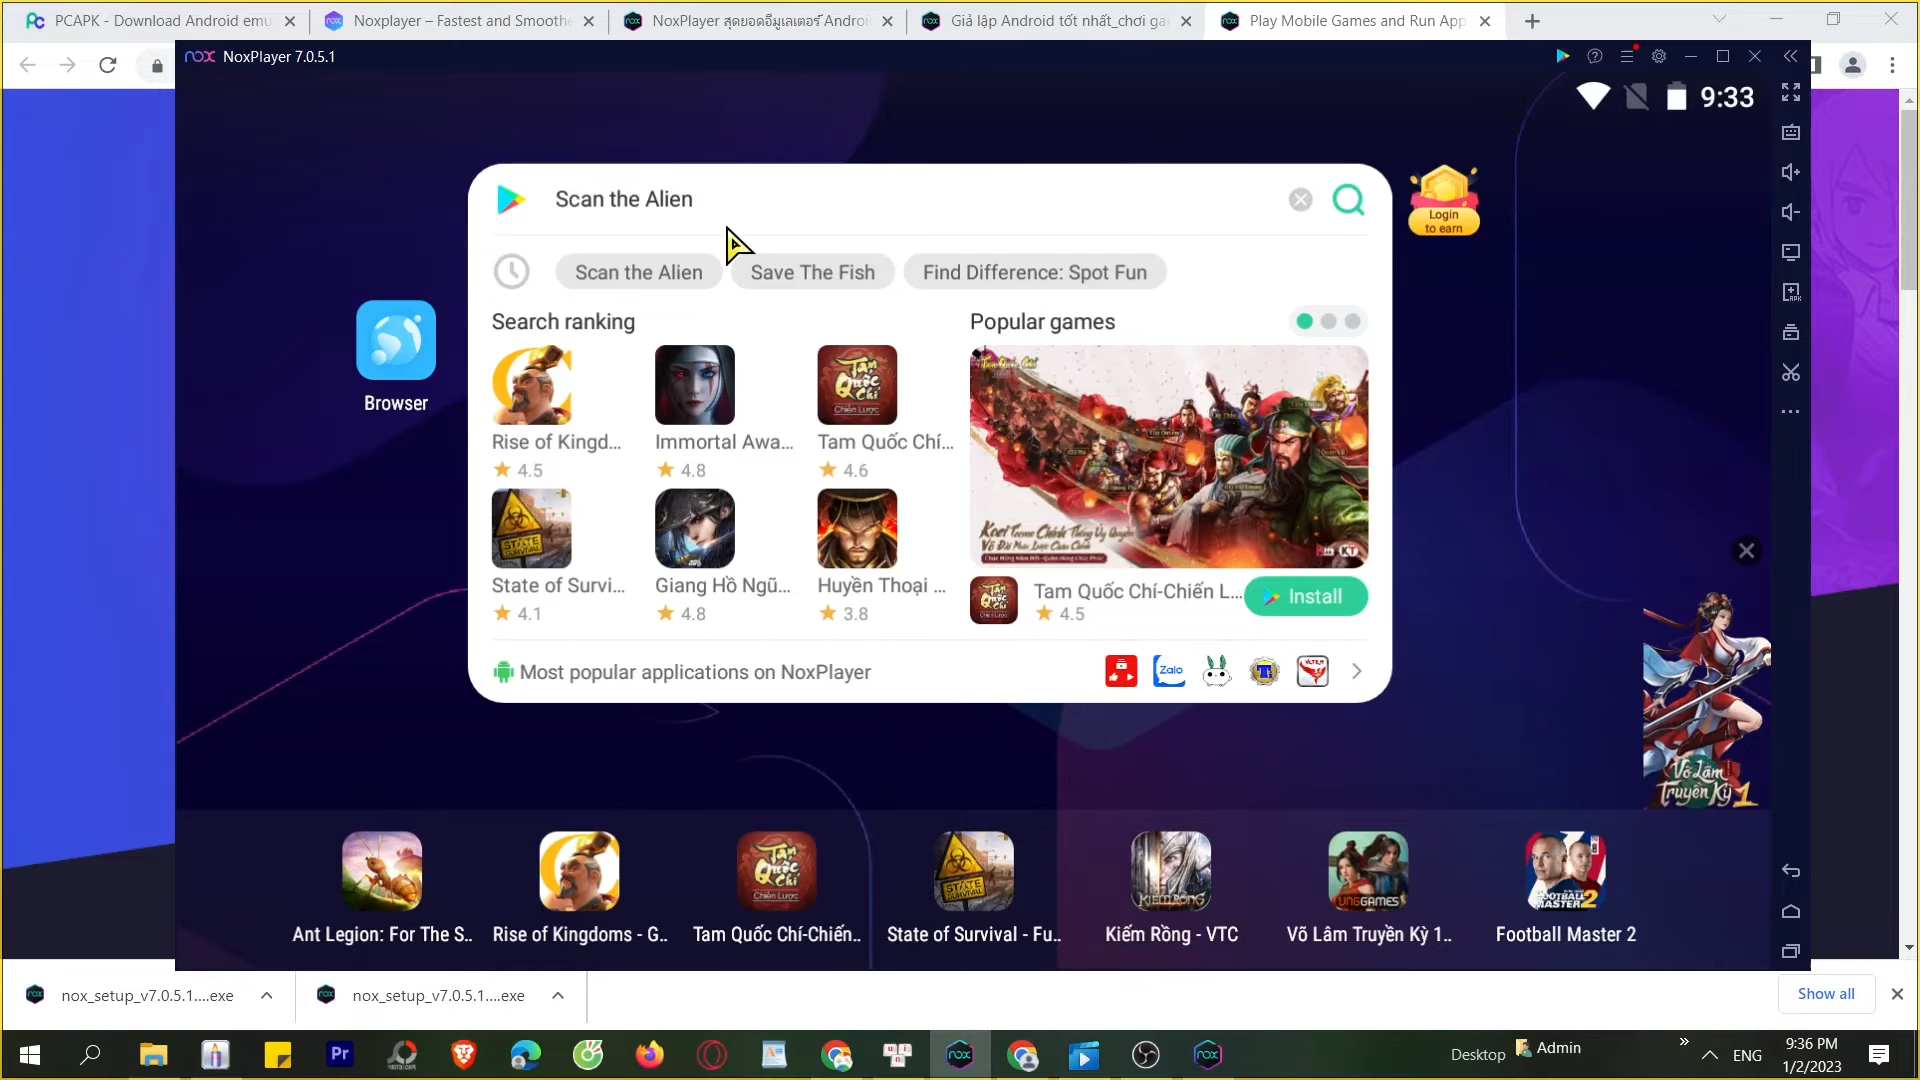 PCAPK - Download Android emu
Noxplayer – Fastest and Smoothe
NoxPlayer สุดยอดอีมูเลเตอร์ Androi
Giả lập Android tốt nhất_chơi ga
Play Mobile Games and Run App
nox NoxPlayer 7.0.5.1
9:33
Scan the Alien
Login
to earn
Scan the Alien
Save The Fish
Find Difference: Spot Fun
Search ranking
Popular games
Browser
Rise of Kingd...
Immortal Awa...
Tam Quốc Chí...
4.5
4.8
4.6
State of Survi...
Giang Hồ Ngũ...
Huyền Thoại ...
4.1
4.8
3.8
Tam Quốc Chí-Chiến L...
4.5
Install
Most popular applications on NoxPlayer
Zalo
Võ Lâm
Truyền Kỳ 1
Ant Legion: For The S..
Rise of Kingdoms - G..
Tam Quốc Chí-Chiến..
State of Survival - Fu..
Kiếm Rồng - VTC
Võ Lâm Truyền Kỳ 1..
Football Master 2
nox_setup_v7.0.5.1....exe
nox_setup_v7.0.5.1....exe
Show all
Desktop
Admin
ENG
9:36 PM
1/2/2023